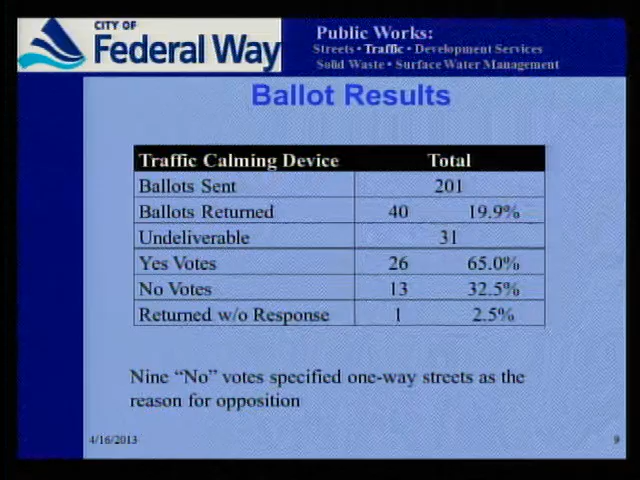 CITY OF
Federal Way
Public Works:
Streets • Traffic • Development Services
Solid Waste • Surface Water Management
Ballot Results
Traffic Calming Device Total
Ballots Sent 201
Ballots Returned 40 19.9%
Undeliverable 31
Yes Votes 26 65.0%
No Votes 13 32.5%
Returned w/o Response 1 2.5%
Nine “No” votes specified one-way streets as the
reason for opposition
4/16/2013 9